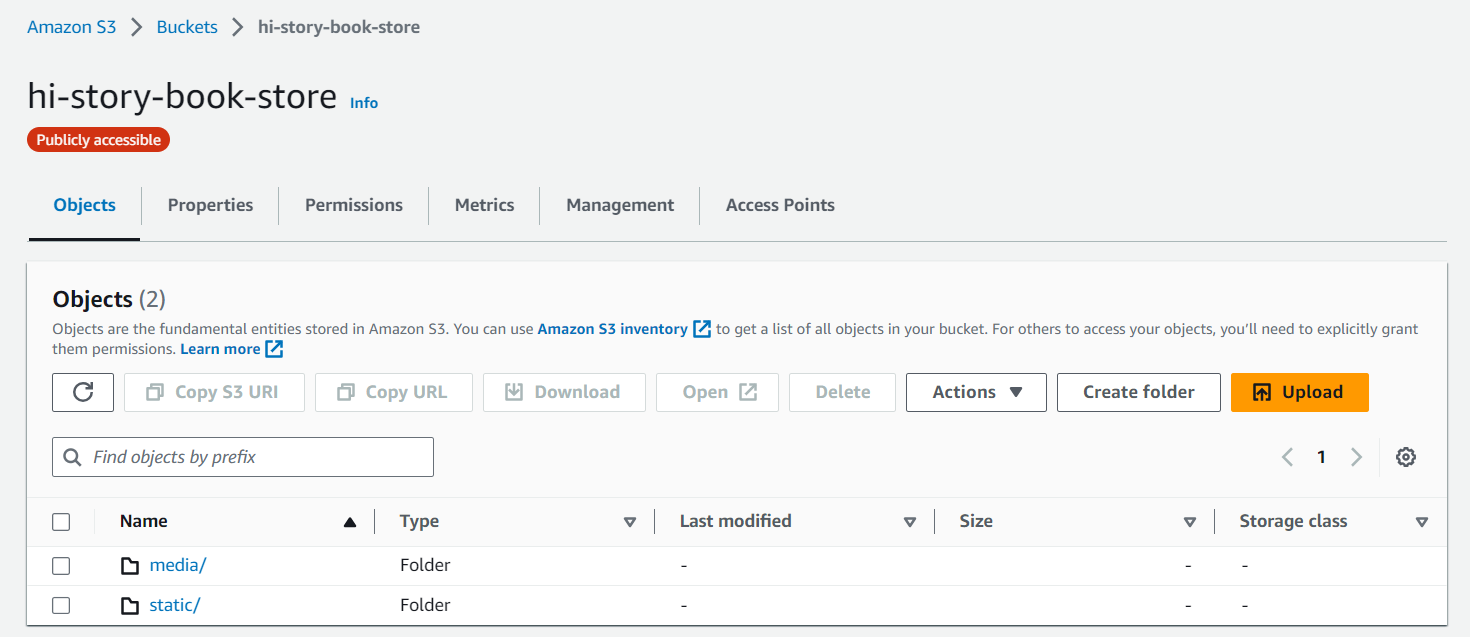 Amazon S3 > Buckets > hi-story-book-store
hi-story-book-store Info
Publicly accessible
Objects Properties Permissions Metrics Management Access Points
Objects (2)
Objects are the fundamental entities stored in Amazon S3. You can use Amazon S3 inventory to get a list of all objects in your bucket. For others to access your objects, you’ll need to explicitly grant
them permissions. Learn more
Copy S3 URI Copy URL Download Open Delete Actions Create folder Upload
Find objects by prefix 1
Name Type Last modified Size Storage class
media/ Folder - - -
static/ Folder - - -